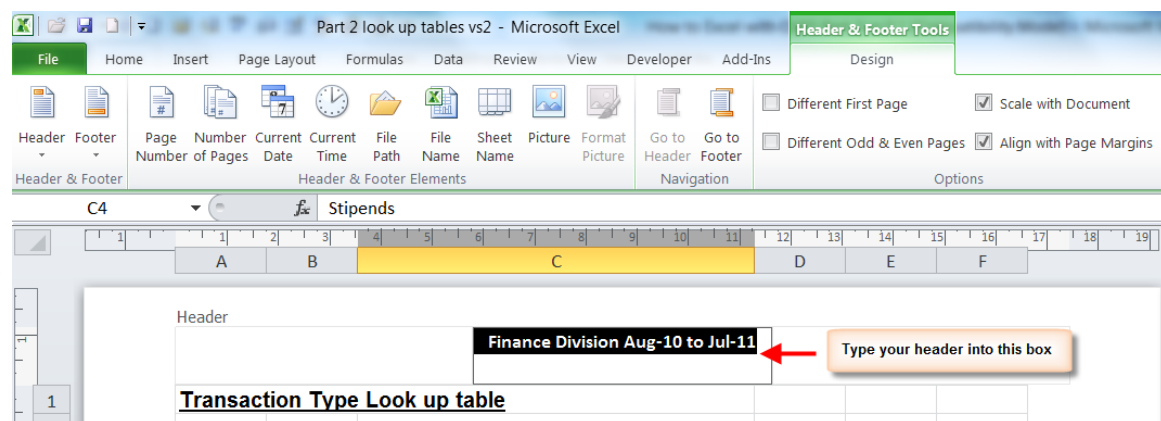 Part 2 look up tables vs2 - Microsoft Excel
Header & Footer Tools
File Home Insert Page Layout Formulas Data Review View Developer Add-Ins Design
Header Footer
Page Number
Number of Pages
Current Date
Current Time
File Path
File Name
Sheet Name
Picture
Format Picture
Go to Header
Go to Footer
Different First Page
Scale with Document
Different Odd & Even Pages
Align with Page Margins
Header & Footer
Header & Footer Elements
Navigation
Options
C4 fx Stipends
1 1 2 3 4 5 6 7 8 9 10 11 12 13 14 15 16 17 18 19
A B C D E F
Header
Finance Division Aug-10 to Jul-11
Type your header into this box
1
1 Transaction Type Look up table